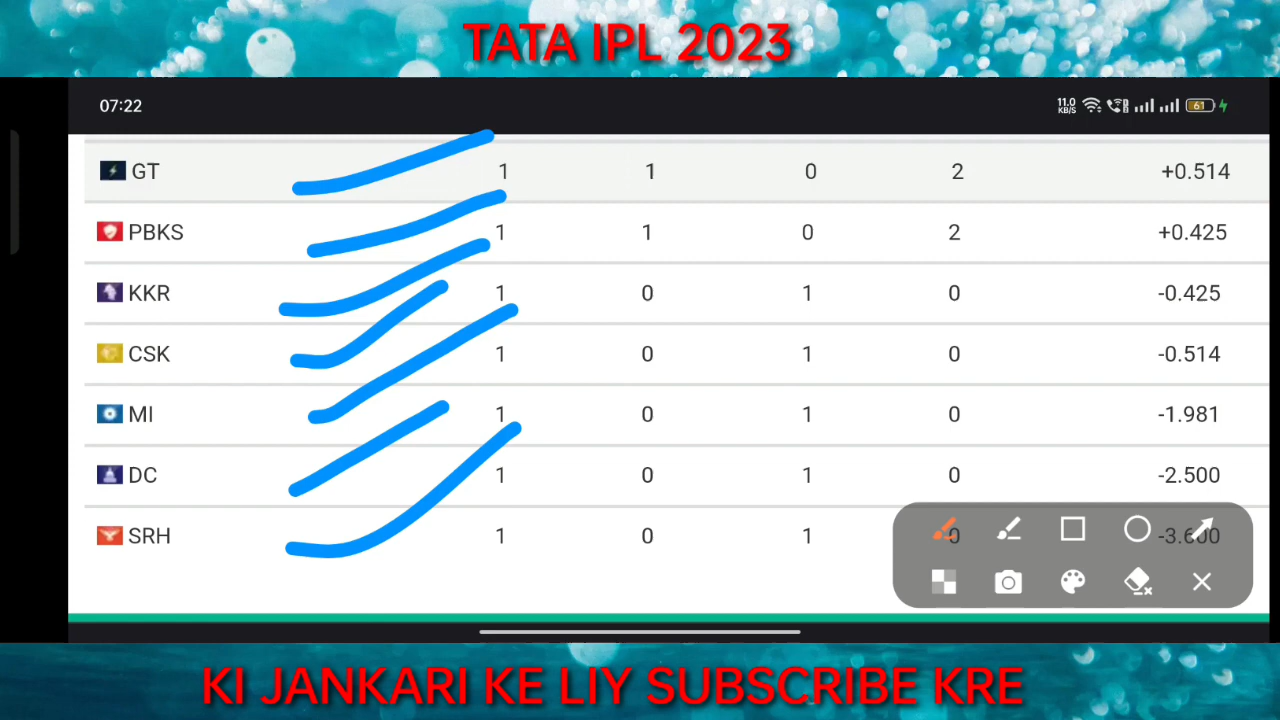 TATA IPL 2023
07:22 11.0 KB/S 61
GT 1 1 0 2 +0.514
PBKS 1 1 0 2 +0.425
KKR 1 0 1 0 -0.425
CSK 1 0 1 0 -0.514
MI 1 0 1 0 -1.981
DC 1 0 1 0 -2.500
SRH 1 0 1 0 -3.600
KI JANKARI KE LIY SUBSCRIBE KRE